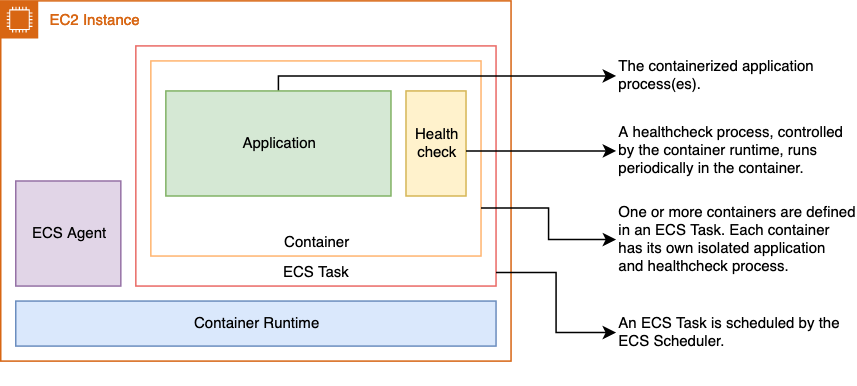 EC2 Instance
The containerized application
process(es).
Application
Health
check
A healthcheck process, controlled
by the container runtime, runs
periodically in the container.
ECS Agent
Container
One or more containers are defined
in an ECS Task. Each container
has its own isolated application
and healthcheck process.
ECS Task
Container Runtime
An ECS Task is scheduled by the
ECS Scheduler.